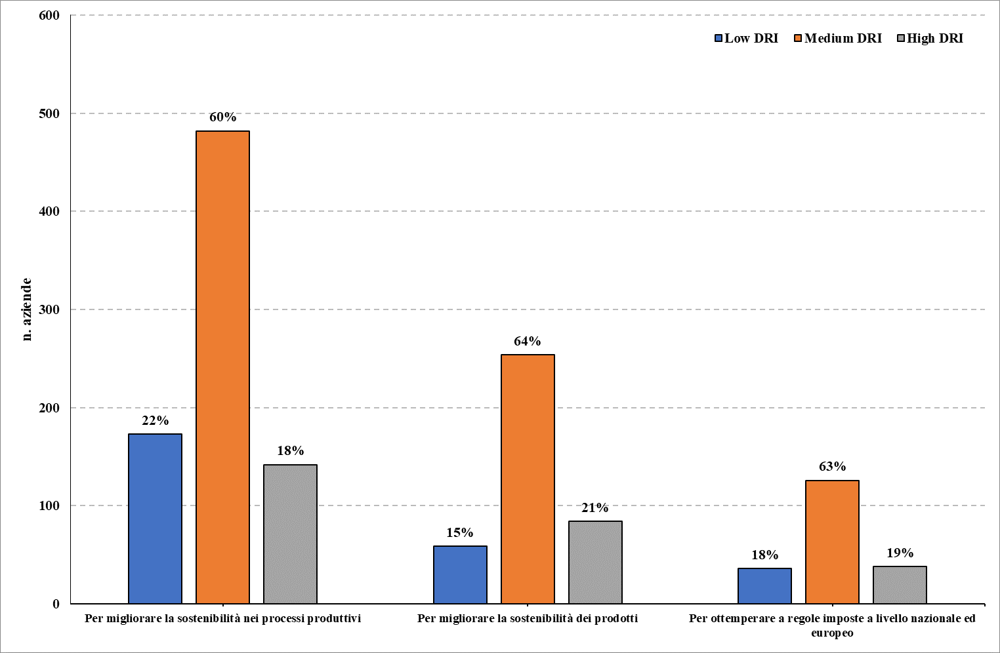 600
500
400
300
200
100
0
n. aziende
Low DRI
Medium DRI
High DRI
22%
60%
18%
15%
64%
21%
18%
63%
19%
Per migliorare la sostenibilità nei processi produttivi
Per migliorare la sostenibilità dei prodotti
Per ottemperare a regole imposte a livello nazionale ed
europeo